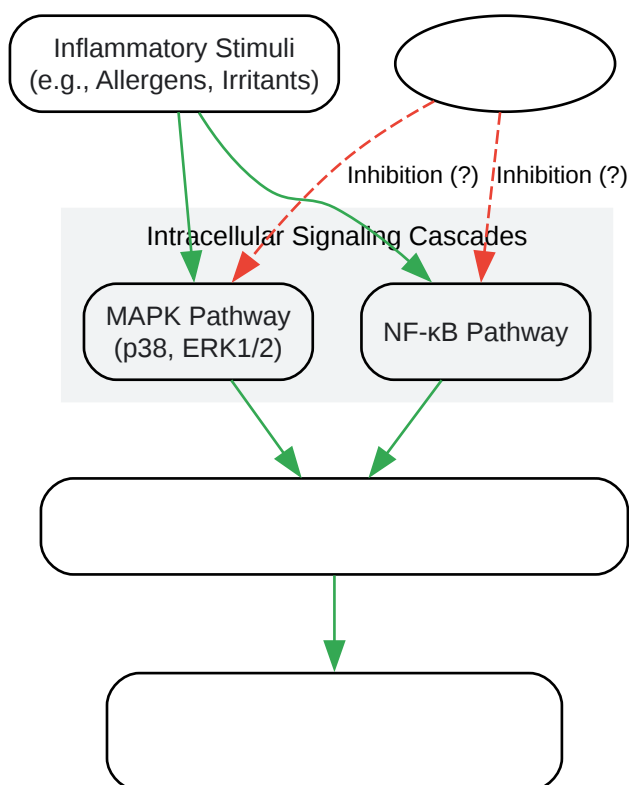 Inflammatory Stimuli
(e.g., Allergens, Irritants)
Inhibition (?)
Inhibition (?)
Intracellular Signaling Cascades
MAPK Pathway
(p38, ERK1/2)
NF-κB Pathway